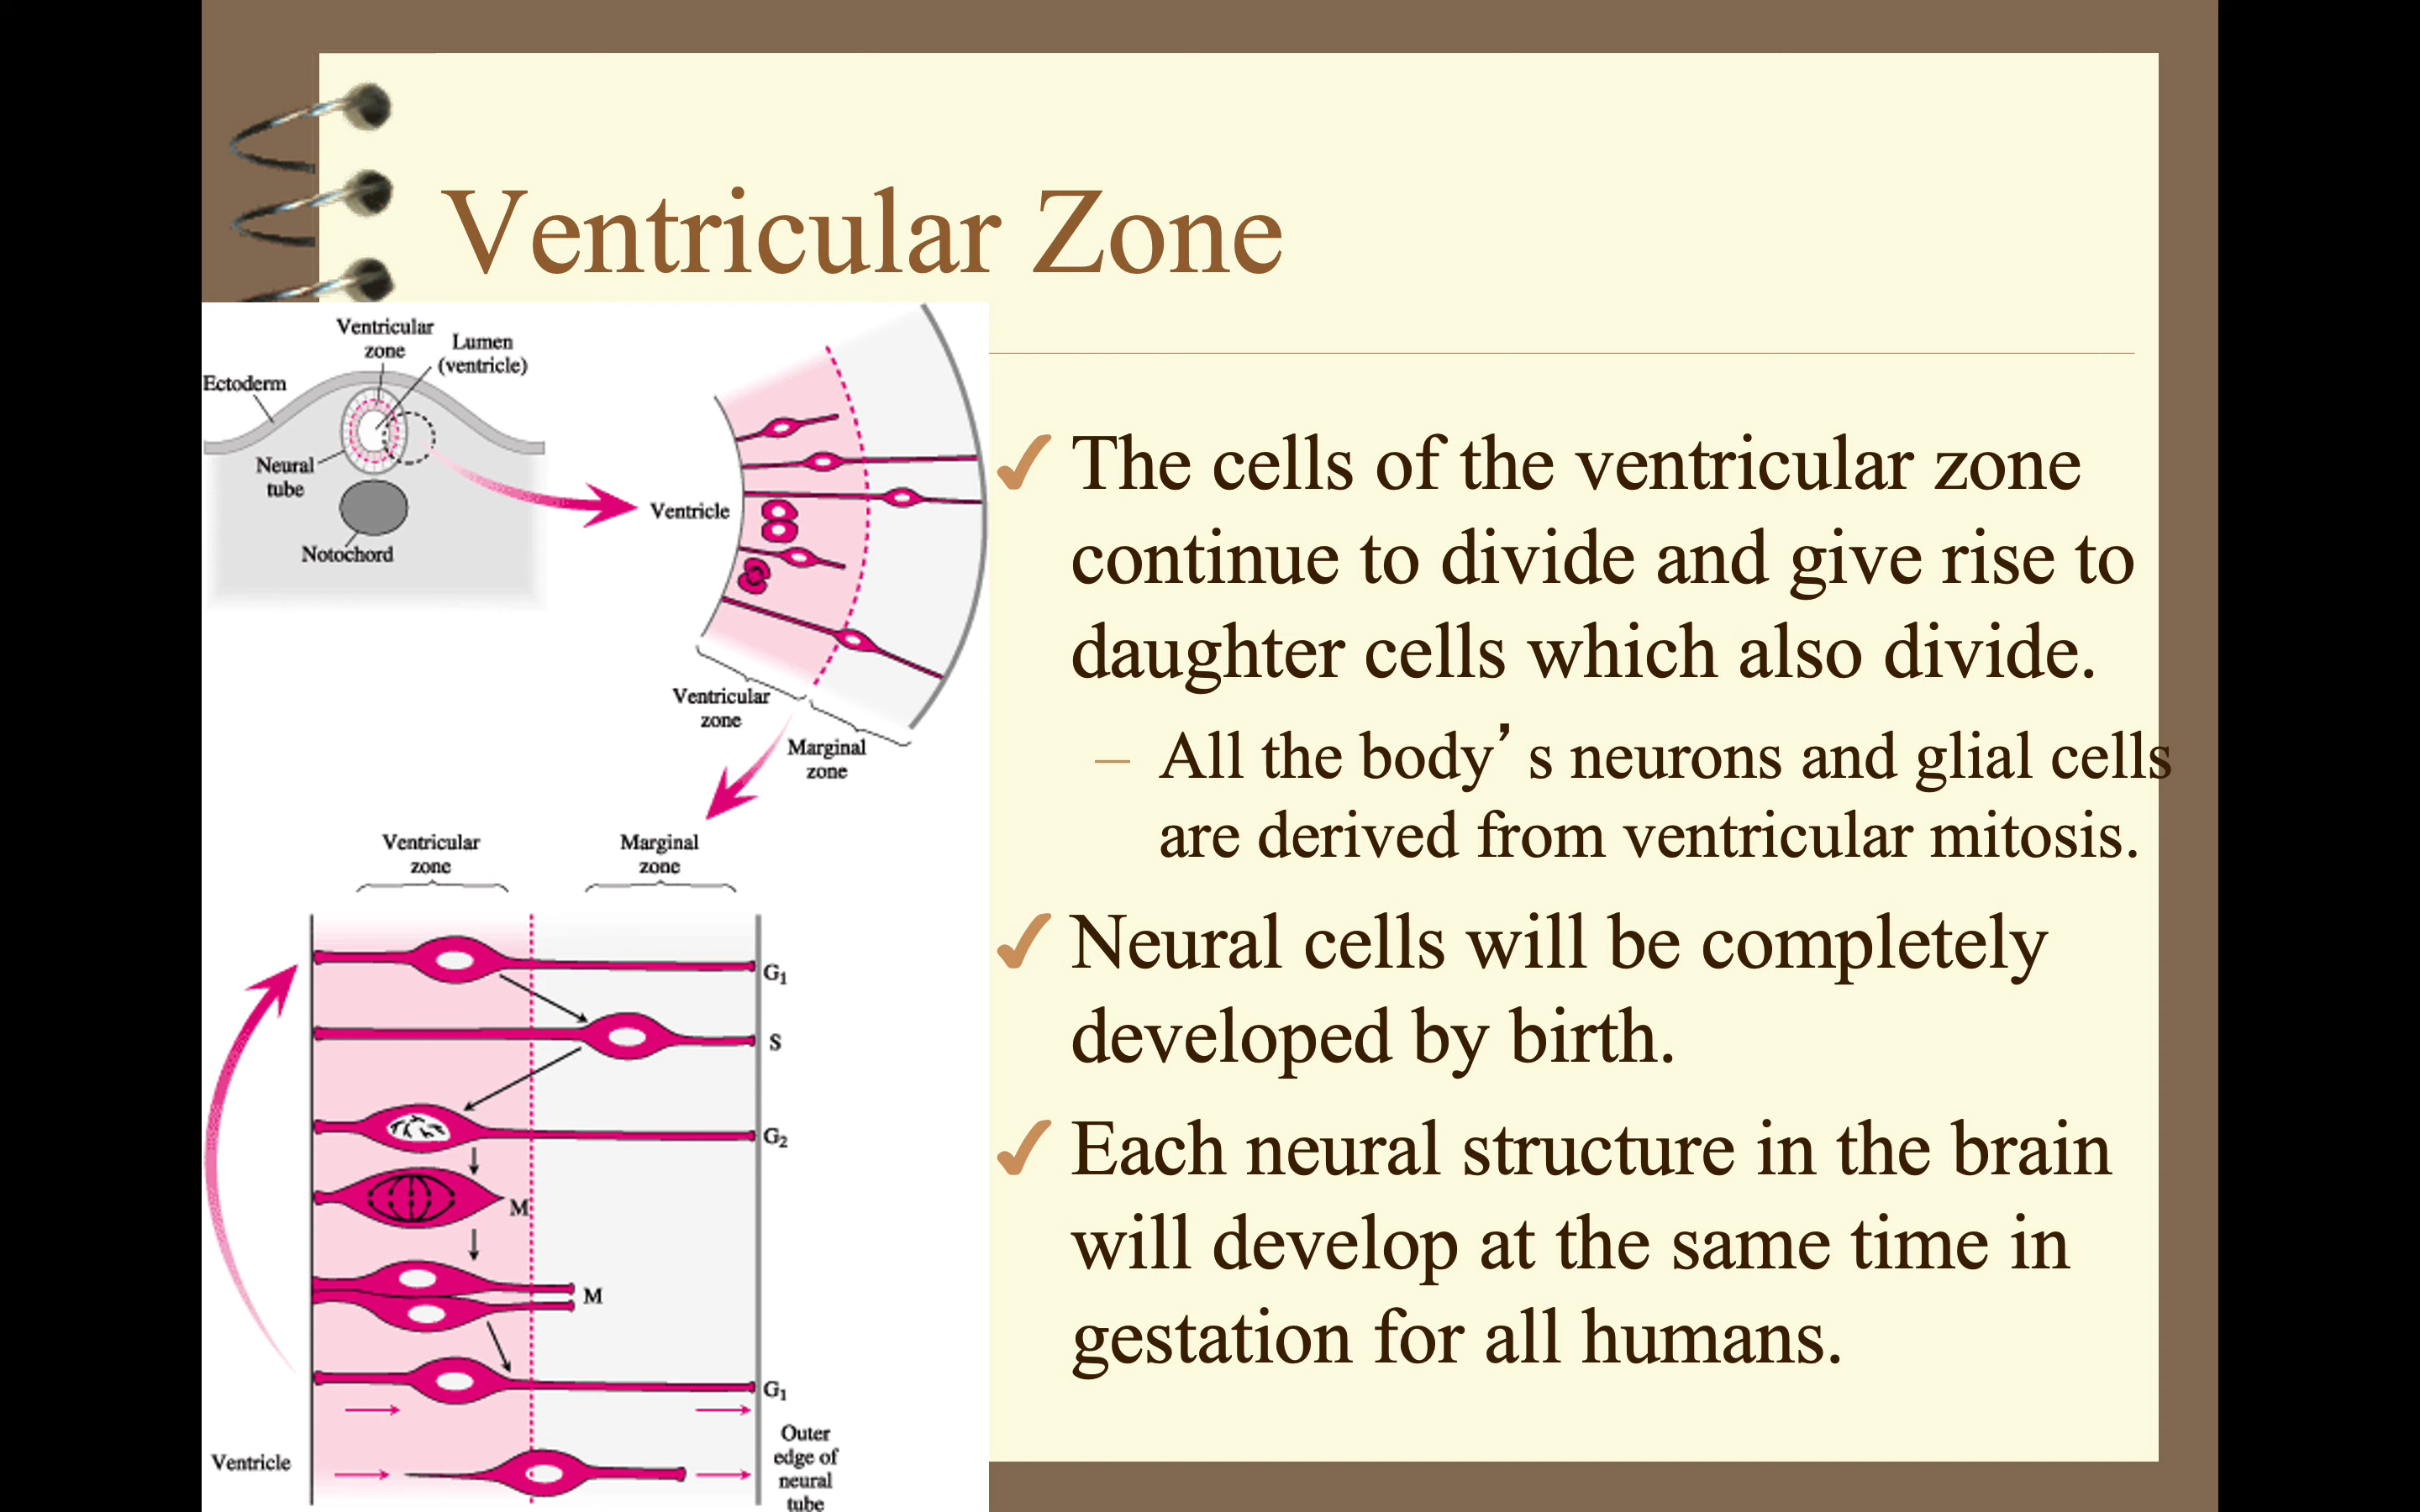 Ventricular Zone
Ventricular
zone
Lumen
(ventricle)
Ectoderm
Neural
tube
Notochord
Ventricle
Ventricular
zone
Marginal
zone
Ventricular
zone
Marginal
zone
G₁
S
G₂
M
M
G₁
Ventricle
Outer
edge of
neural
tube
✓ The cells of the ventricular zone
continue to divide and give rise to
daughter cells which also divide.
– All the body’s neurons and glial cells
are derived from ventricular mitosis.
✓ Neural cells will be completely
developed by birth.
✓ Each neural structure in the brain
will develop at the same time in
gestation for all humans.